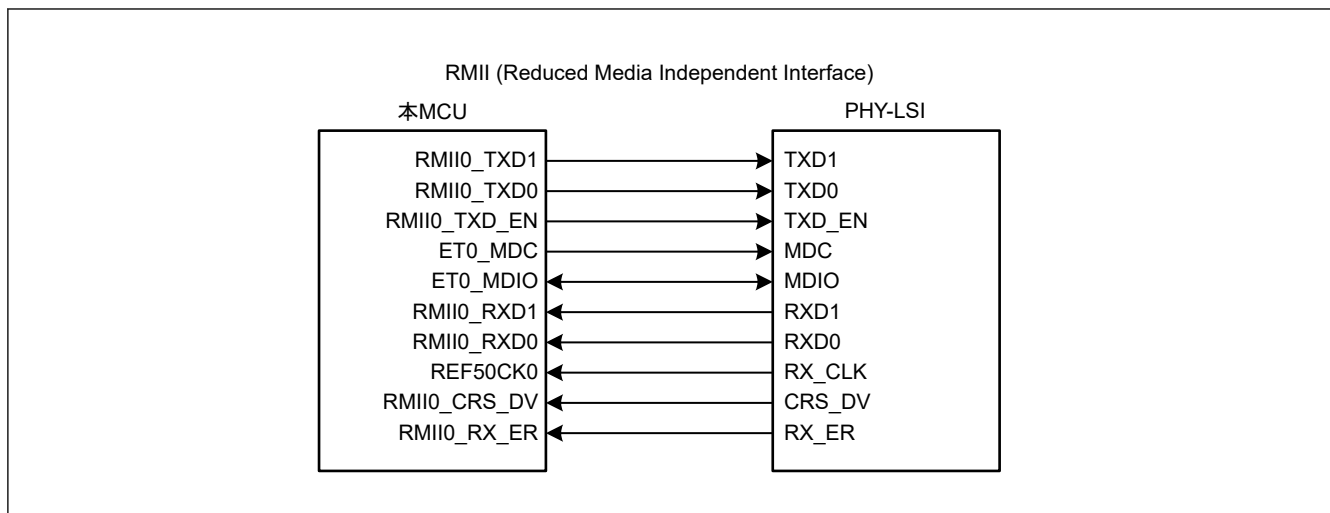 RMII (Reduced Media Independent Interface)
本MCU PHY-LSI
RMII0_TXD1 TXD1
RMII0_TXD0 TXD0
RMII0_TXD_EN TXD_EN
ET0_MDC MDC
ET0_MDIO MDIO
RMII0_RXD1 RXD1
RMII0_RXD0 RXD0
REF50CK0 RX_CLK
RMII0_CRS_DV CRS_DV
RMII0_RX_ER RX_ER